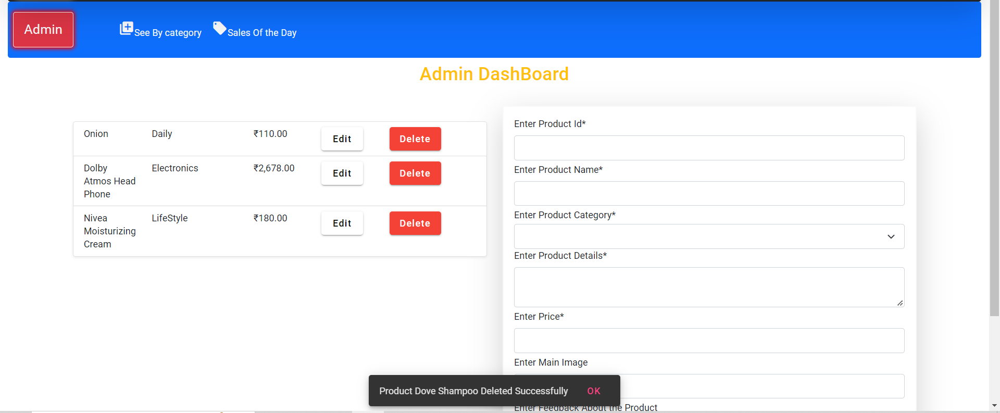 Admin
See By category
Sales Of the Day
Admin DashBoard
Onion Daily ₹110.00 Edit Delete
Dolby Electronics ₹2,678.00 Edit Delete
Atmos Head
Phone
Nivea LifeStyle ₹180.00 Edit Delete
Moisturizing
Cream
Enter Product Id*
Enter Product Name*
Enter Product Category*
Enter Product Details*
Enter Price*
Enter Main Image
Product Dove Shampoo Deleted Successfully OK
Enter Feedback About the Product